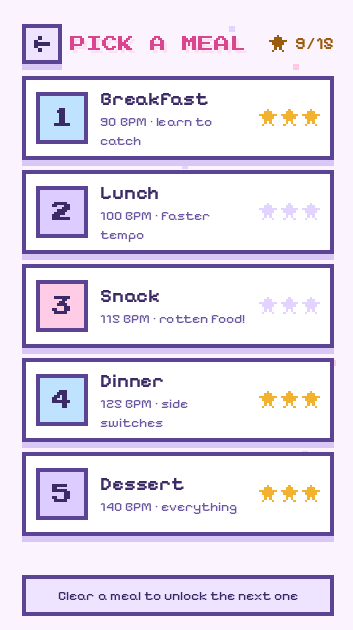 PICK A MEAL
9/15
1
Breakfast
90 BPM · learn to
catch
2
Lunch
100 BPM · faster
tempo
3
Snack
115 BPM · rotten food!
4
Dinner
125 BPM · side
switches
5
Dessert
140 BPM · everything
Clear a meal to unlock the next one